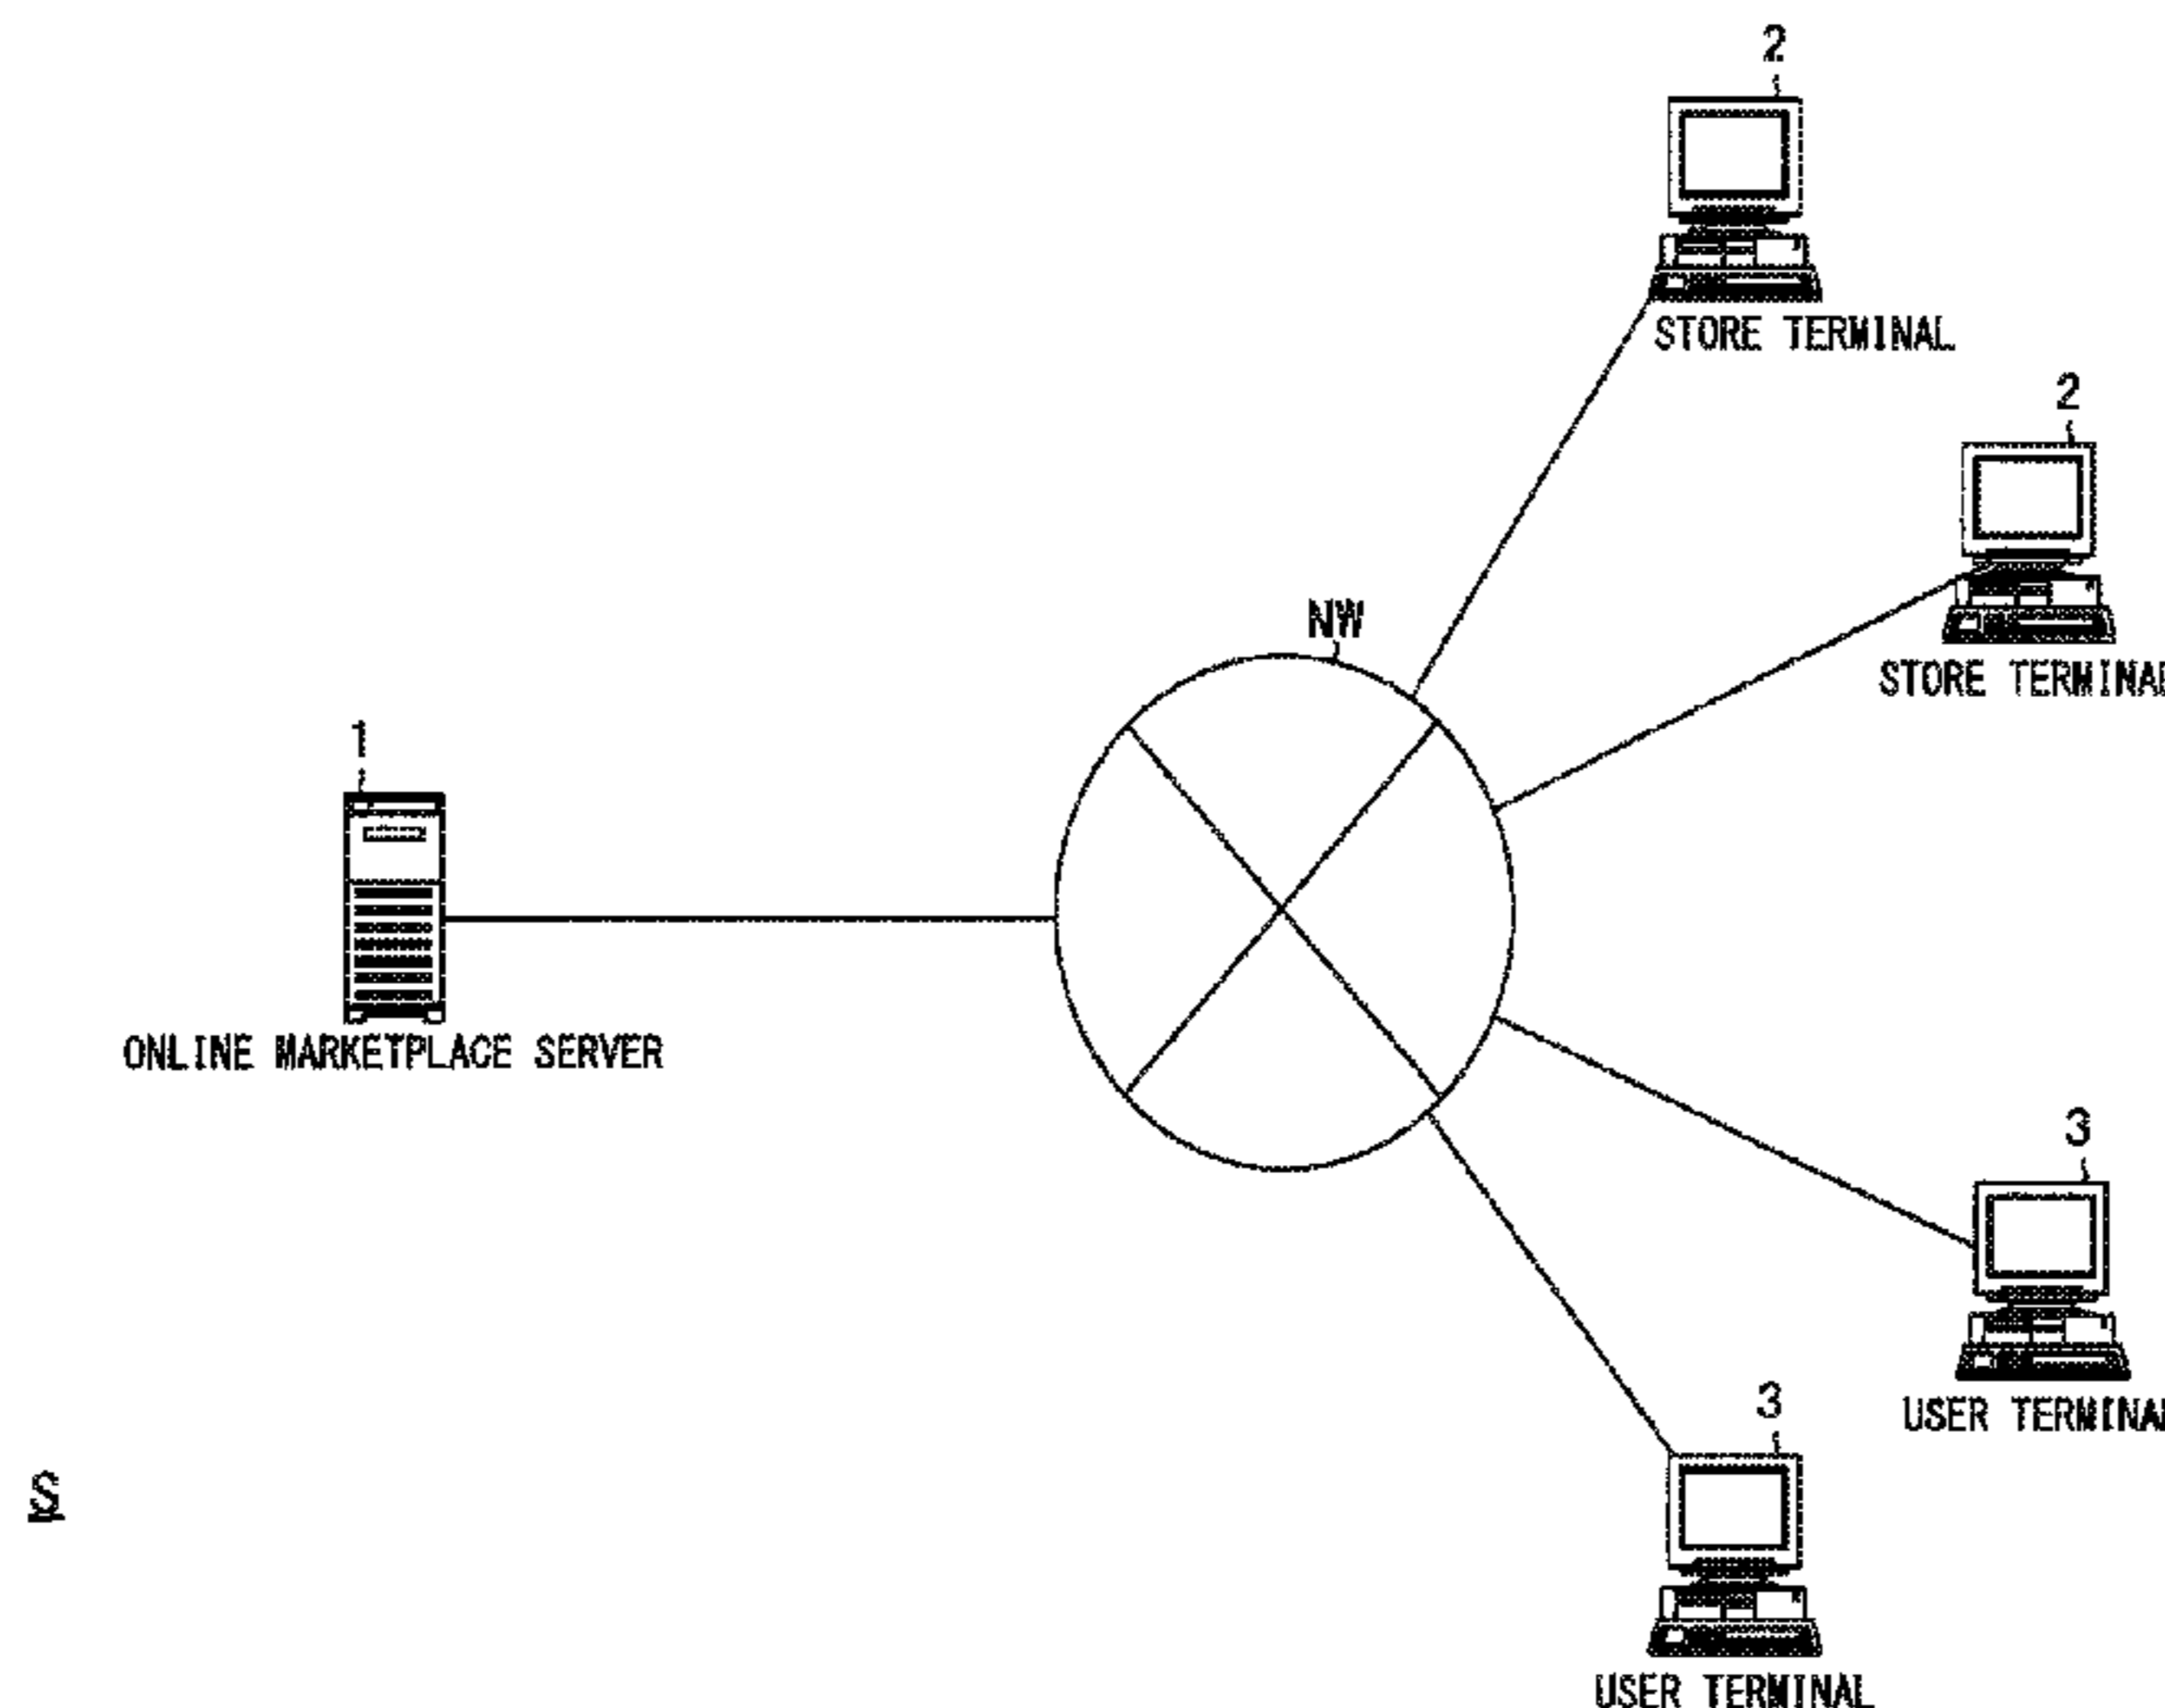 2
STORE TERMINAL
2
STORE TERMINAL
NW
1
ONLINE MARKETPLACE SERVER
3
USER TERMINAL
3
USER TERMINAL
S